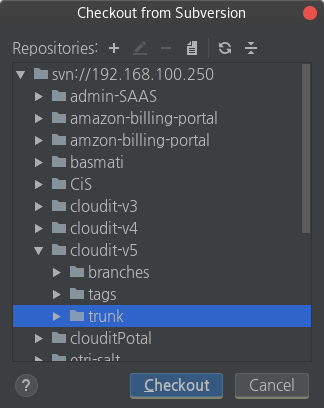 Checkout from Subversion
Repositories:
svn://192.168.100.250
admin-SAAS
amazon-billing-portal
amzon-billing-portal
basmati
CiS
cloudit-v3
cloudit-v4
cloudit-v5
branches
tags
trunk
clouditPotal
etri-salt
? Checkout Cancel